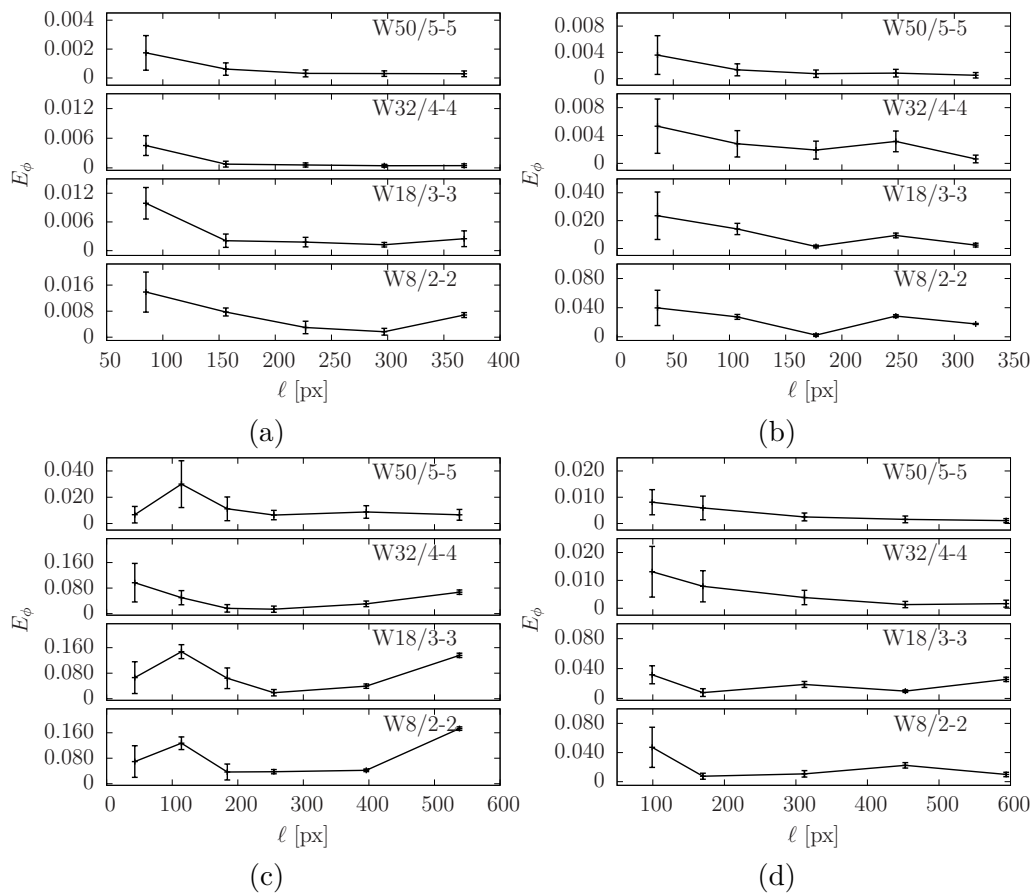 0.004
0.002
0
W50/5-5
0.012
0.006
0
W32/4-4
0.012
0.006
0
W18/3-3
0.016
0.008
0
W8/2-2
E_ϕ
50 100 150 200 250 300 350 400
ℓ [px]
(a)
0.008
0.004
0
W50/5-5
0.008
0.004
0
W32/4-4
0.040
0.020
0
W18/3-3
0.080
0.040
0
W8/2-2
E_ϕ
0 50 100 150 200 250 300 350
ℓ [px]
(b)
0.040
0.020
0
W50/5-5
0.160
0.080
0
W32/4-4
0.160
0.080
0
W18/3-3
0.160
0.080
0
W8/2-2
E_ϕ
0 100 200 300 400 500 600
ℓ [px]
(c)
0.020
0.010
0
W50/5-5
0.020
0.010
0
W32/4-4
0.080
0.040
0
W18/3-3
0.080
0.040
0
W8/2-2
E_ϕ
100 200 300 400 500 600
ℓ [px]
(d)